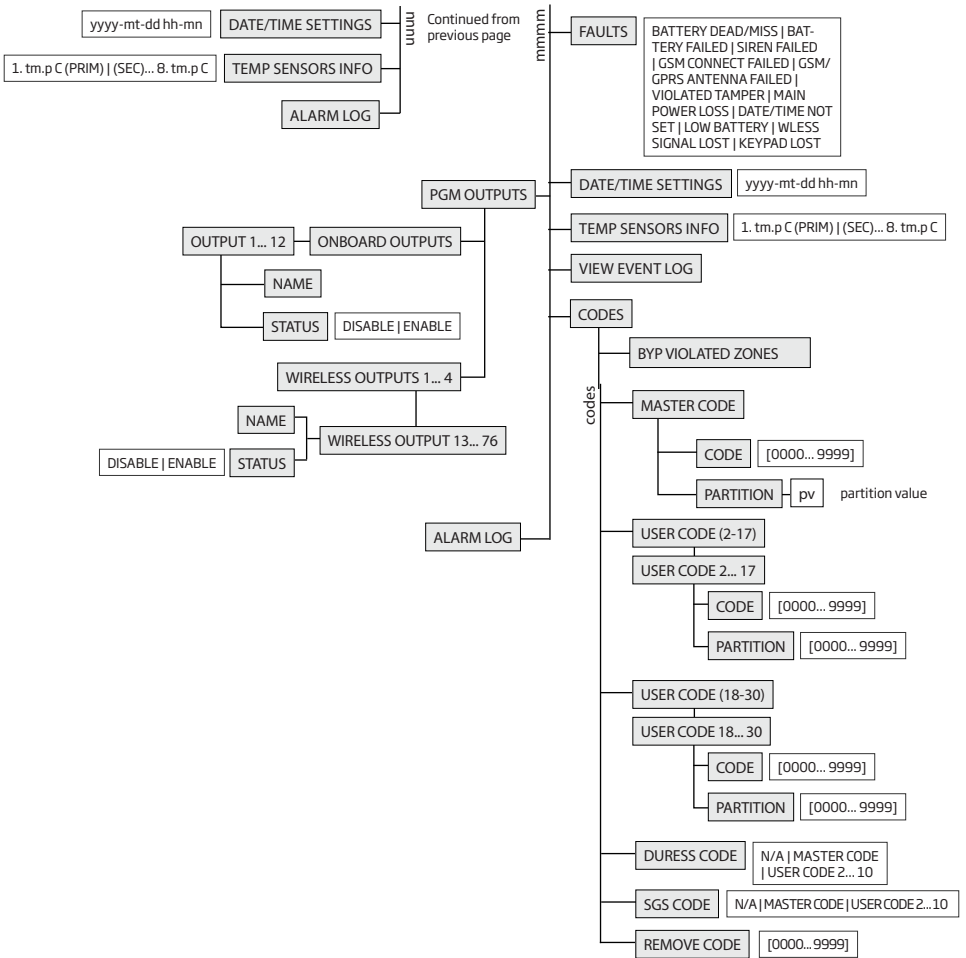 yyyy-mt-dd hh-mn
DATE/TIME SETTINGS
uuuu
Continued from
previous page
1. tm.p C (PRIM) | (SEC)... 8. tm.p C
TEMP SENSORS INFO
ALARM LOG
mmmm
FAULTS
BATTERY DEAD/MISS | BAT-
TERY FAILED | SIREN FAILED
| GSM CONNECT FAILED | GSM/
GPRS ANTENNA FAILED |
VIOLATED TAMPER | MAIN
POWER LOSS | DATE/TIME NOT
SET | LOW BATTERY | WLESS
SIGNAL LOST | KEYPAD LOST
DATE/TIME SETTINGS
yyyy-mt-dd hh-mn
TEMP SENSORS INFO
1. tm.p C (PRIM) | (SEC)... 8. tm.p C
VIEW EVENT LOG
PGM OUTPUTS
OUTPUT 1... 12
ONBOARD OUTPUTS
NAME
STATUS
DISABLE | ENABLE
WIRELESS OUTPUTS 1... 4
NAME
WIRELESS OUTPUT 13... 76
DISABLE | ENABLE
STATUS
ALARM LOG
CODES
BYP VIOLATED ZONES
codes
MASTER CODE
CODE
[0000... 9999]
PARTITION
pv
partition value
USER CODE (2-17)
USER CODE 2... 17
CODE
[0000... 9999]
PARTITION
[0000... 9999]
USER CODE (18-30)
USER CODE 18... 30
CODE
[0000... 9999]
PARTITION
[0000... 9999]
DURESS CODE
N/A | MASTER CODE
| USER CODE 2... 10
SGS CODE
N/A | MASTER CODE | USER CODE 2... 10
REMOVE CODE
[0000... 9999]